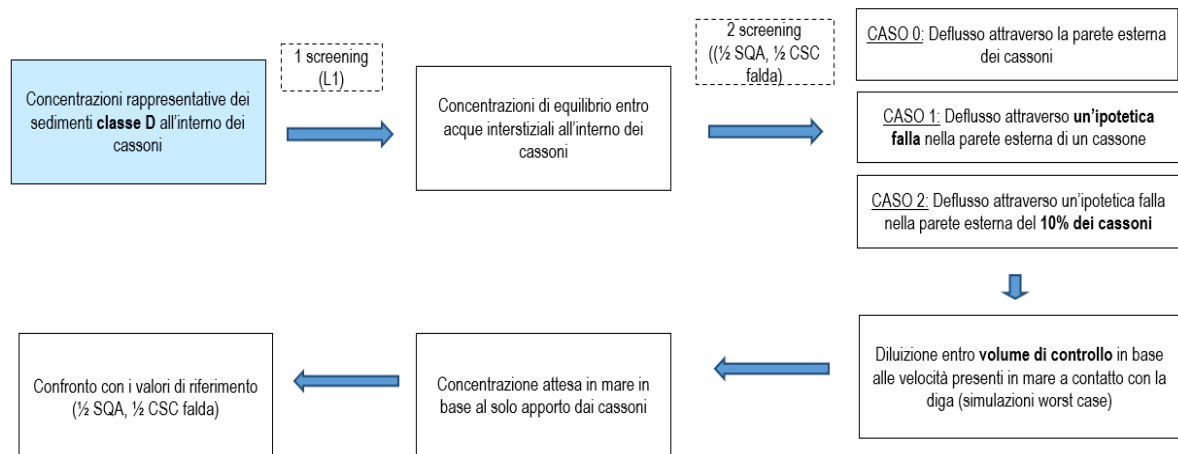 Concentrazioni rappresentative dei
sedimenti classe D all'interno dei
cassoni
1 screening
(L1)
Concentrazioni di equilibrio entro
acque interstiziali all'interno dei
cassoni
2 screening
((½ SQA, ½ CSC
falda)
CASO 0: Deflusso attraverso la parete esterna
dei cassoni
CASO 1: Deflusso attraverso un'ipotetica
falla nella parete esterna di un cassone
CASO 2: Deflusso attraverso un'ipotetica falla
nella parete esterna del 10% dei cassoni
Diluizione entro volume di controllo in base
alle velocità presenti in mare a contatto con la
diga (simulazioni worst case)
Concentrazione attesa in mare in
base al solo apporto dai cassoni
Confronto con i valori di riferimento
(½ SQA, ½ CSC falda)